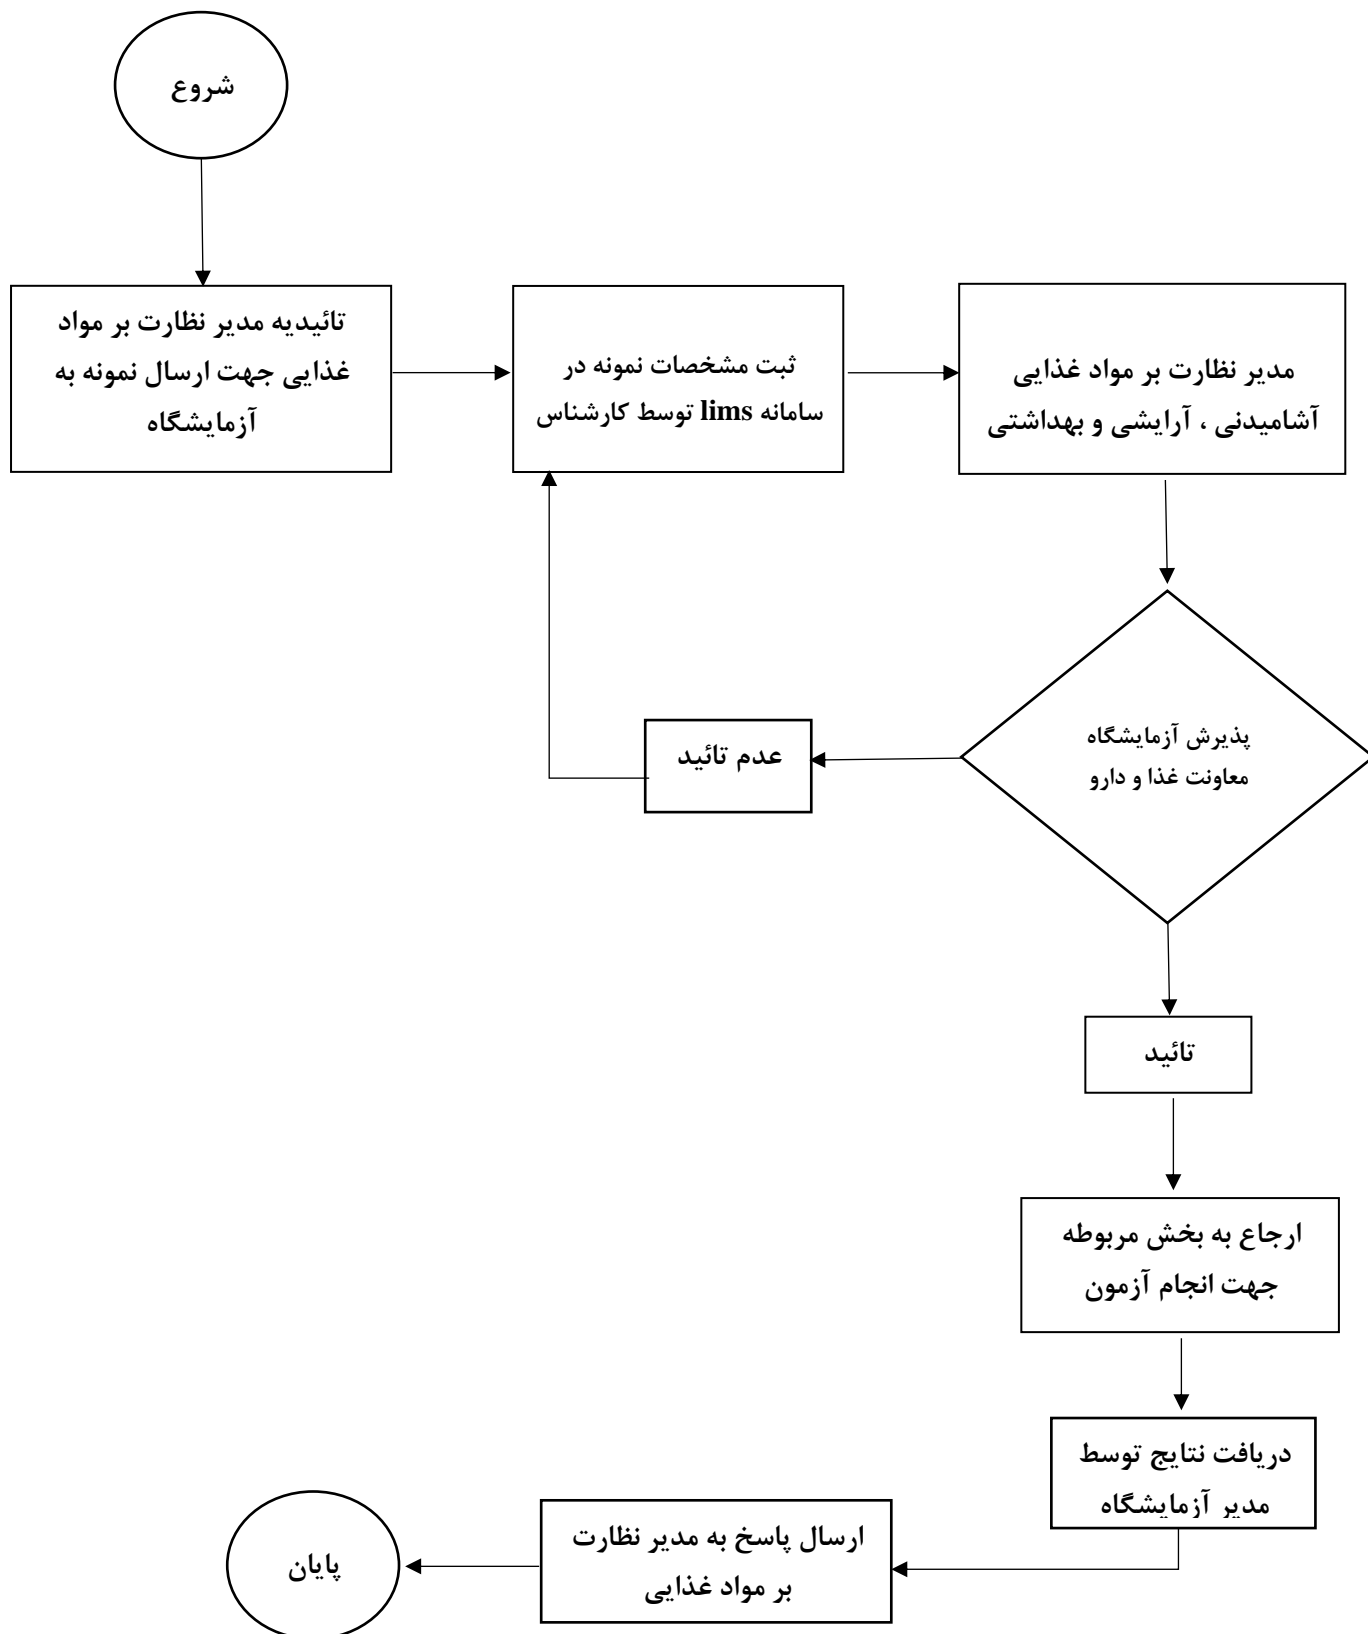 شروع
تائیدیه مدیر نظارت بر مواد
غذایی جهت ارسال نمونه به
آزمایشگاه
ثبت مشخصات نمونه در
سامانه lims توسط کارشناس
مدیر نظارت بر مواد غذایی
آشامیدنی ، آرایشی و بهداشتی
پذیرش آزمایشگاه
معاونت غذا و دارو
عدم تائید
تائید
ارجاع به بخش مربوطه
جهت انجام آزمون
دریافت نتایج توسط
مدیر آزمایشگاه
ارسال پاسخ به مدیر نظارت
بر مواد غذایی
پایان